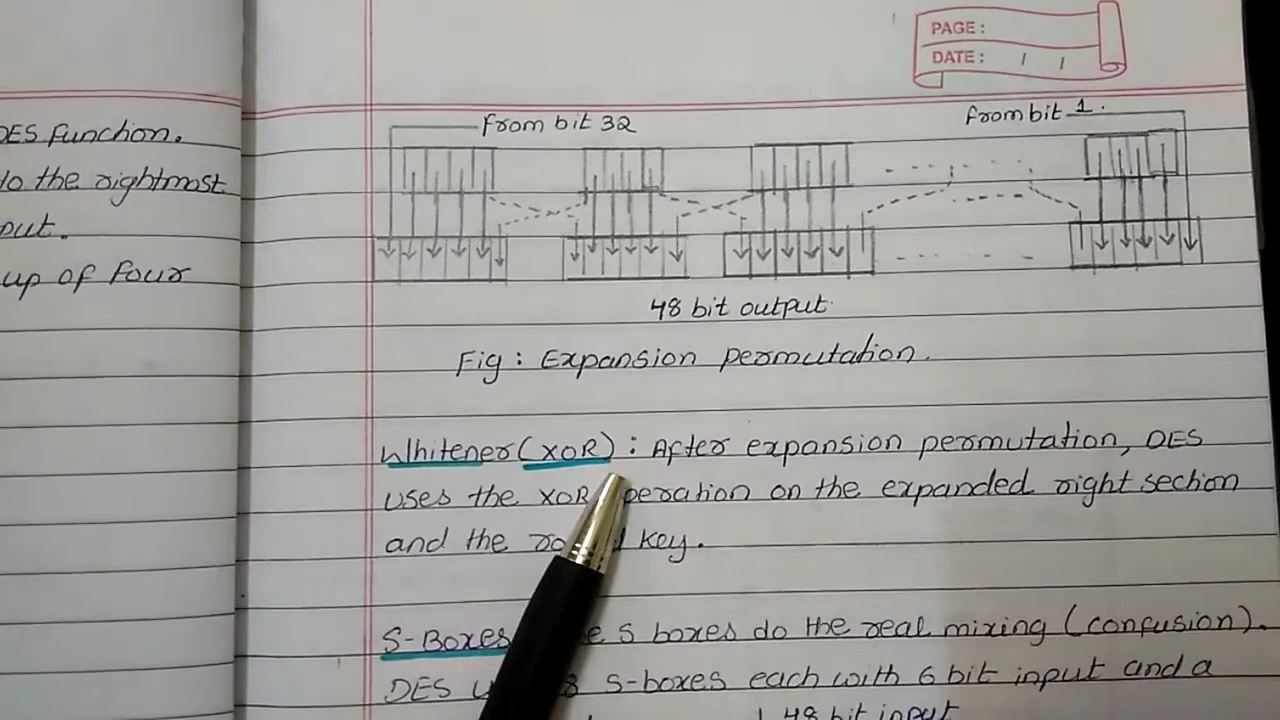 PAGE:
DATE: / /
DES function.
to the rightmost
put.
up of four
from bit 32
from bit 1.
48 bit output
Fig: Expansion permutation.
Whitener (XOR): After expansion permutation, DES
uses the XOR peration on the expanded right section
and the key.
S-Boxes S boxes do the real mixing (confusion).
DES 8 S-boxes each with 6 bit input and a
48 bit input